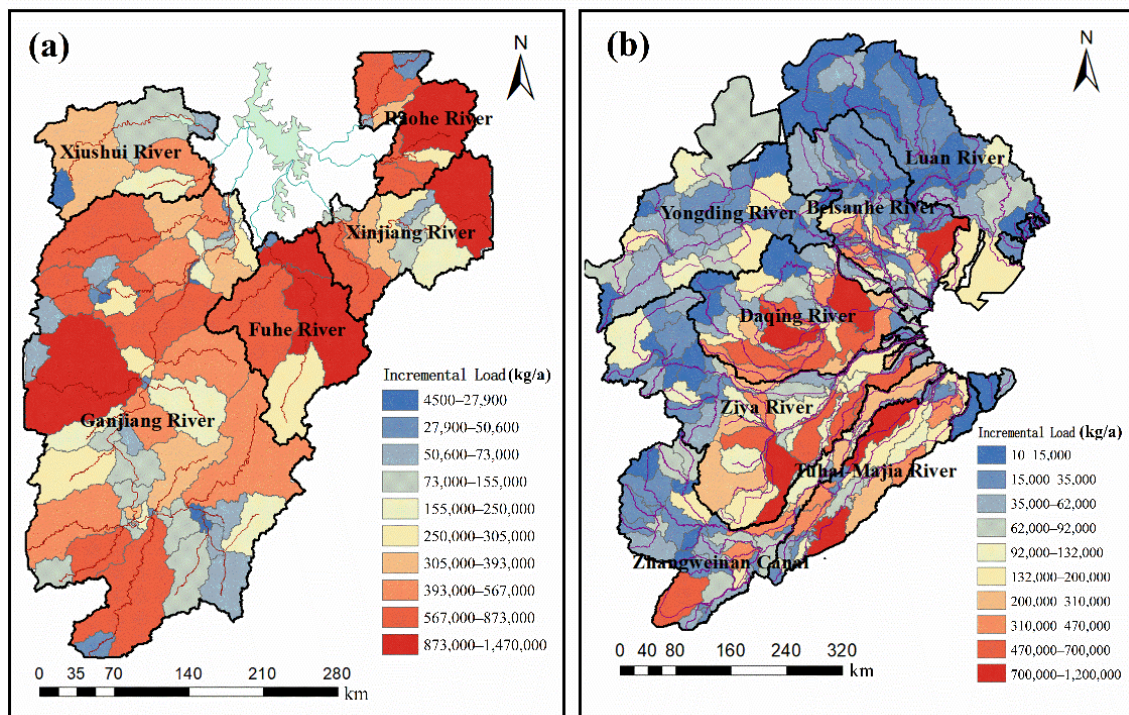 (a)
N
Raohe River
Xiushui River
Xinjiang River
Fuhe River
Ganjiang River
Incremental Load (kg/a)
4500–27,900
27,900–50,600
50,600–73,000
73,000–155,000
155,000–250,000
250,000–305,000
305,000–393,000
393,000–567,000
567,000–873,000
873,000–1,470,000
0 35 70 140 210 280
km
(b)
N
Luan River
Yongding River
Beisanhe River
Daqing River
Ziya River
Tuhai-Majia River
Zhangweinan Canal
Incremental Load (kg/a)
10 15,000
15,000 35,000
35,000–62,000
62,000–92,000
92,000–132,000
132,000–200,000
200,000 310,000
310,000 470,000
470,000–700,000
700,000–1,200,000
0 40 80 160 240 320
km